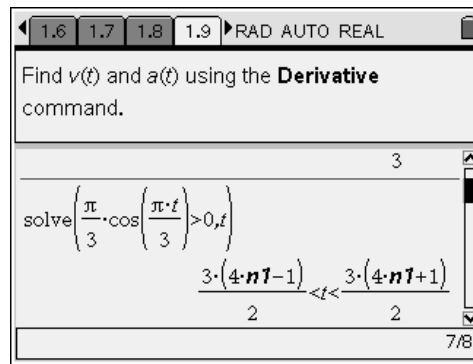 1.6 1.7 1.8 1.9 RAD AUTO REAL
Find v(t) and a(t) using the Derivative
command.
3
solve(π/3·cos(π·t/3)>0,t)
3·(4·n1−1)/2<t<3·(4·n1+1)/2
7/8